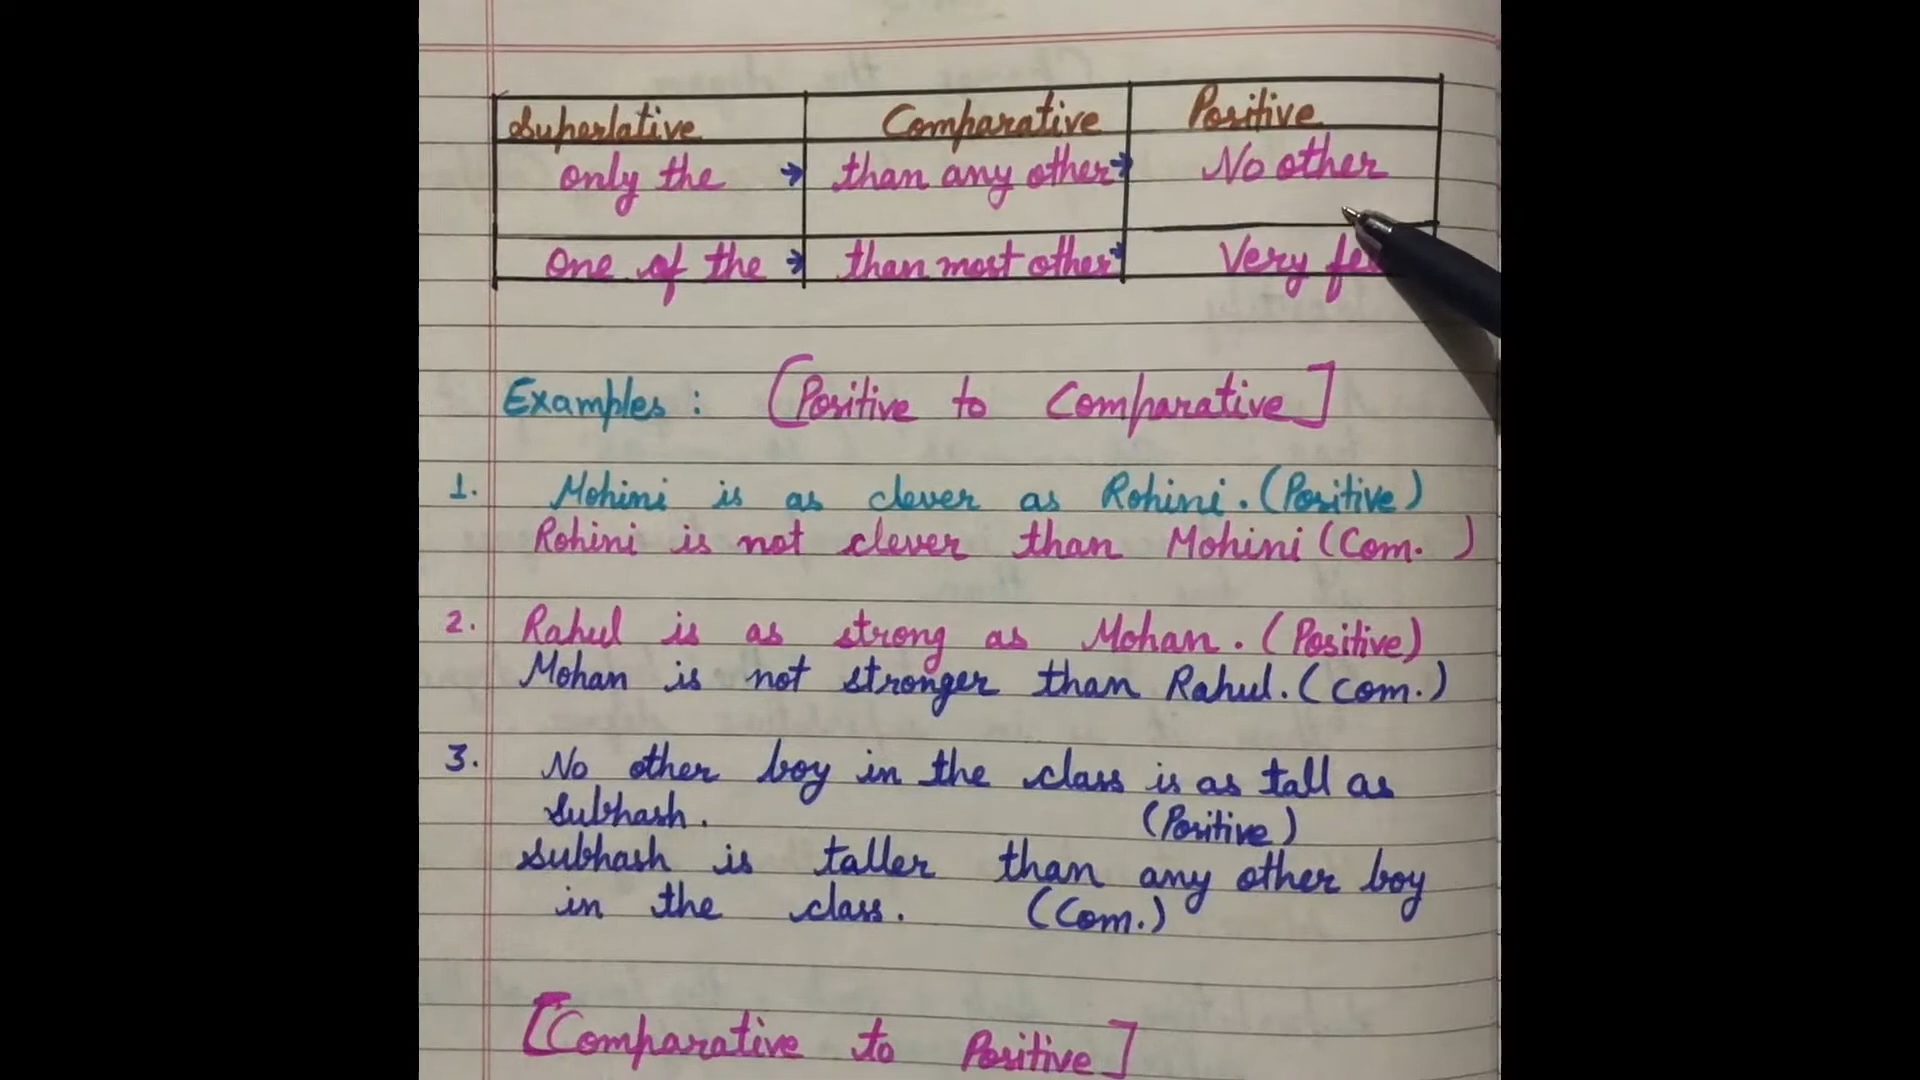 Superlative Comparative Positive
only the → than any other → No other
one of the → than most other → Very few
Examples : [Positive to Comparative]
1. Mohini is as clever as Rohini. (Positive)
Rohini is not clever than Mohini (Com. )
2. Rahul is as strong as Mohan. (Positive)
Mohan is not stronger than Rahul. (Com.)
3. No other boy in the class is as tall as
Subhash. (Positive)
Subhash is taller than any other boy
in the class. (Com.)
[Comparative to Positive]